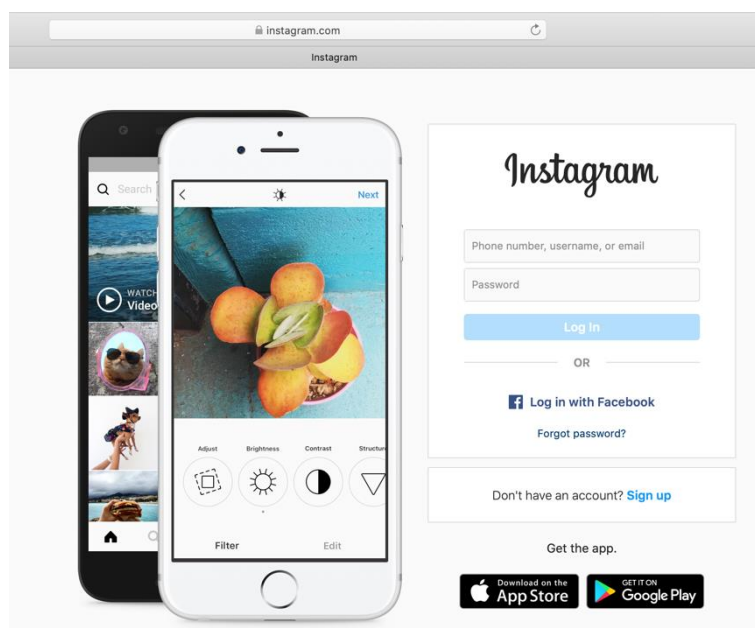 instagram.com
Instagram
Search
WATCH
Video
Next
Adjust
Brightness
Contrast
Structure
Filter
Edit
Instagram
Phone number, username, or email
Password
Log In
OR
Log in with Facebook
Forgot password?
Don't have an account? Sign up
Get the app.
Download on the
App Store
GET IT ON
Google Play